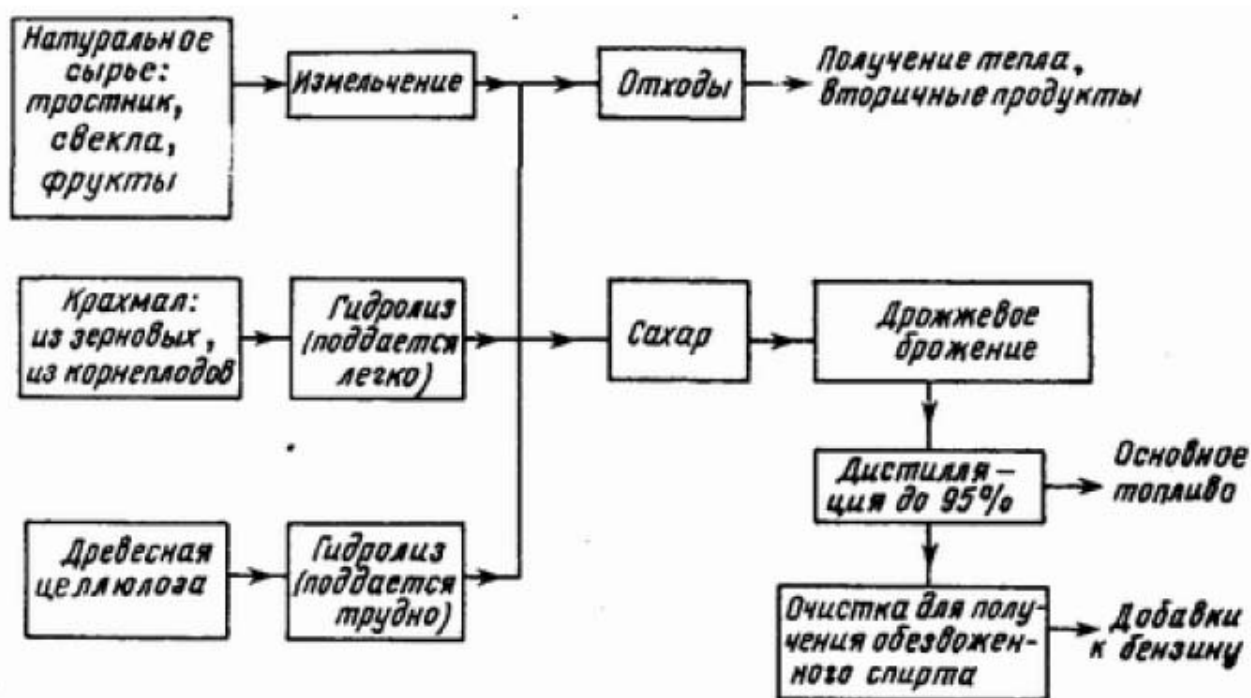 Натуральное
сырье:
тростник,
свекла,
фрукты
Измельчение
Отходы
Получение тепла,
вторичные продукты
Крахмал:
из зерновых,
из корнеплодов
Гидролиз
(поддается
легко)
Сахар
Дрожжевое
брожение
Дистилля-
ция до 95%
Основное
топливо
Древесная
целлюлоза
Гидролиз
(поддается
трудно)
Очистка для полу-
чения обезвожен-
ного спирта
Добавки
к бензину